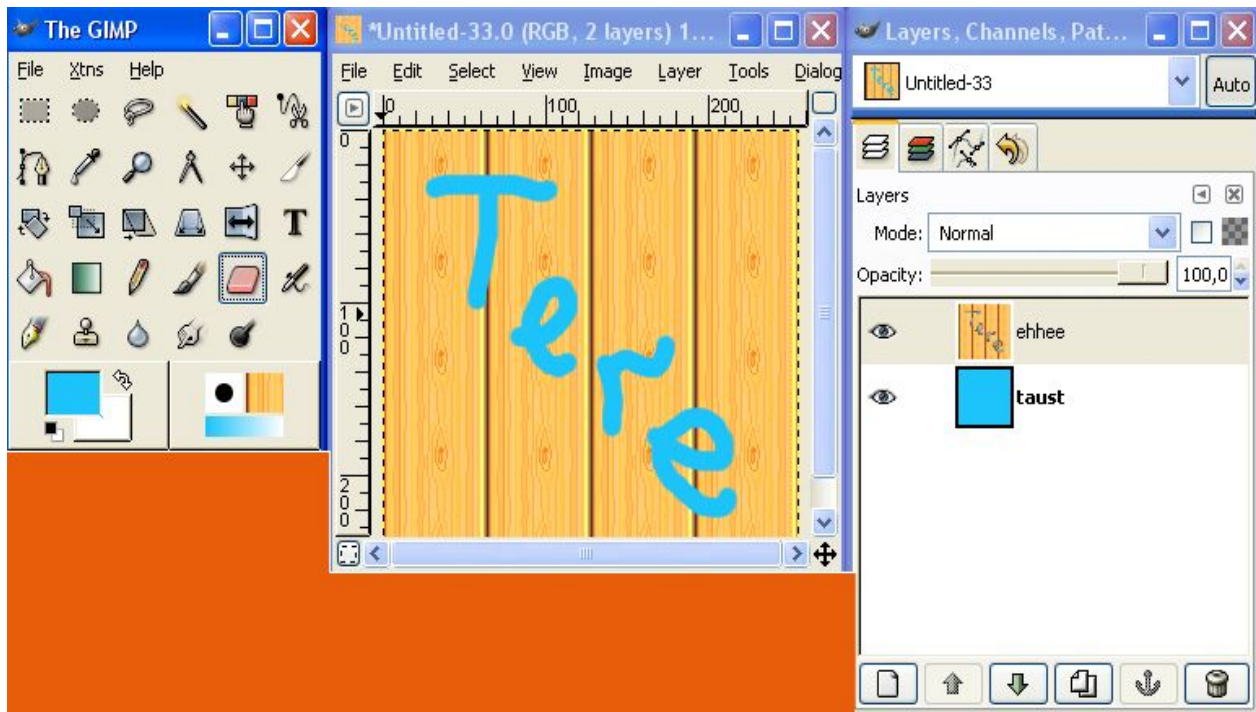 The GIMP
File Xtns Help
*Untitled-33.0 (RGB, 2 layers) 1...
File Edit Select View Image Layer Tools Dialog
0 100 200
0
100
200
Tere
Layers, Channels, Pat...
Untitled-33 Auto
Layers
Mode: Normal
Opacity: 100,0
ehhee
taust